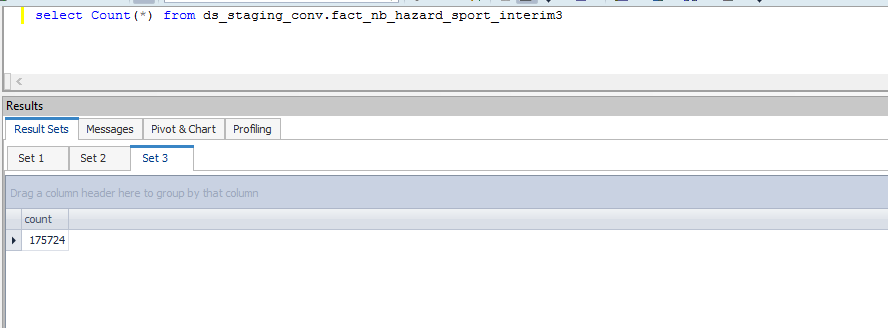 select Count(*) from ds_staging_conv.fact_nb_hazard_sport_interim3
<
Results
Result Sets Messages Pivot & Chart Profiling
Set 1 Set 2 Set 3
Drag a column header here to group by that column
count
175724